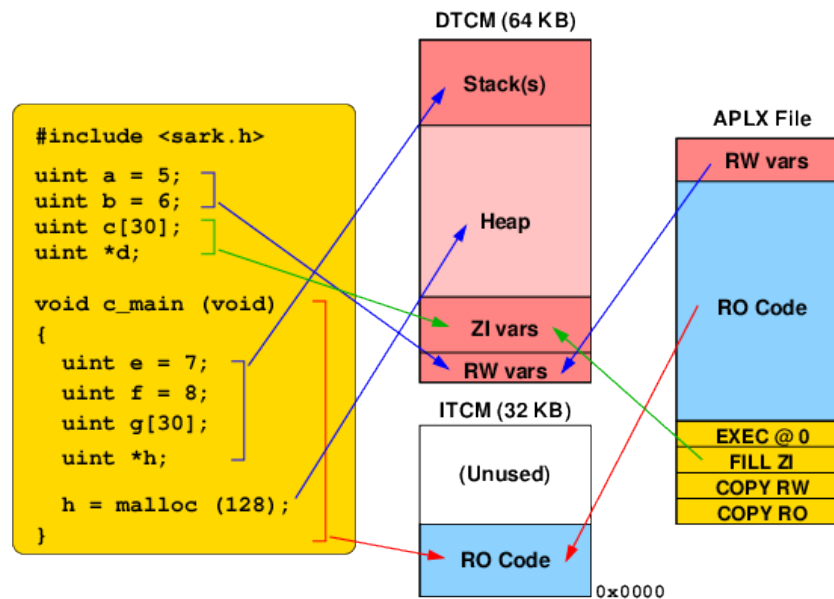 DTCM (64 KB)
Stack(s)
Heap
ZI vars
RW vars
#include <sark.h>
uint a = 5;
uint b = 6;
uint c[30];
uint *d;
void c_main (void)
{
uint e = 7;
uint f = 8;
uint g[30];
uint *h;
h = malloc (128);
}
ITCM (32 KB)
(Unused)
RO Code
0x0000
APLX File
RW vars
RO Code
EXEC @ 0
FILL ZI
COPY RW
COPY RO